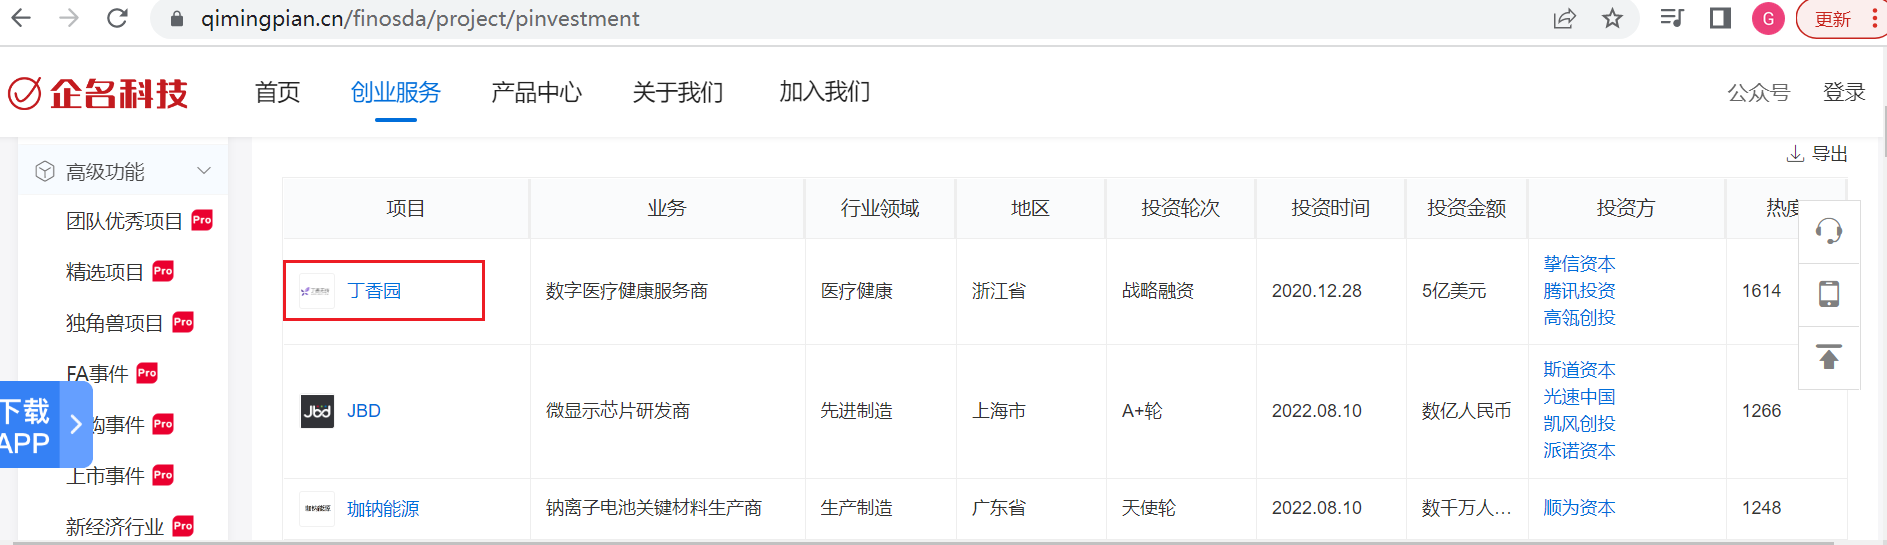 qimingpian.cn/finosda/project/pinvestment
G
更新
企名科技
首页
创业服务
产品中心
关于我们
加入我们
公众号
登录
高级功能
导出
团队优秀项目 Pro
精选项目 Pro
独角兽项目 Pro
FA事件 Pro
购事件 Pro
上市事件 Pro
新经济行业 Pro
下载
APP
项目 业务 行业领域 地区 投资轮次 投资时间 投资金额 投资方 热度
丁香园 数字医疗健康服务商 医疗健康 浙江省 战略融资 2020.12.28 5亿美元 挚信资本 腾讯投资 高瓴创投 1614
Jbd JBD 微显示芯片研发商 先进制造 上海市 A+轮 2022.08.10 数亿人民币 斯道资本 光速中国 凯风创投 派诺资本 1266
珈钠能源 珈钠能源 钠离子电池关键材料生产商 生产制造 广东省 天使轮 2022.08.10 数千万人... 顺为资本 1248